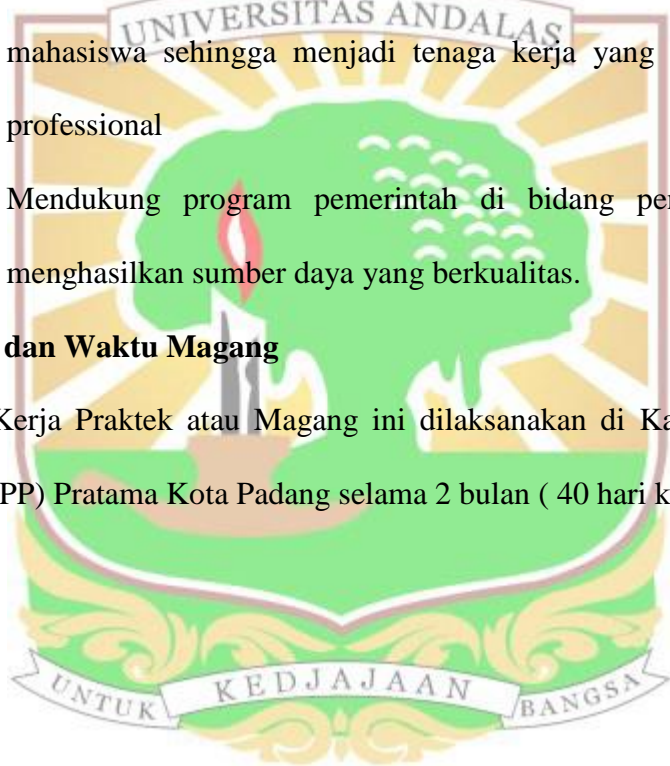 UNIVERSITAS ANDALAS
mahasiswa sehingga menjadi tenaga kerja yang
professional
Mendukung program pemerintah di bidang per
menghasilkan sumber daya yang berkualitas.
dan Waktu Magang
Kerja Praktek atau Magang ini dilaksanakan di Ka
PP) Pratama Kota Padang selama 2 bulan ( 40 hari k
UNTUK KEDJAJAAN BANGSA